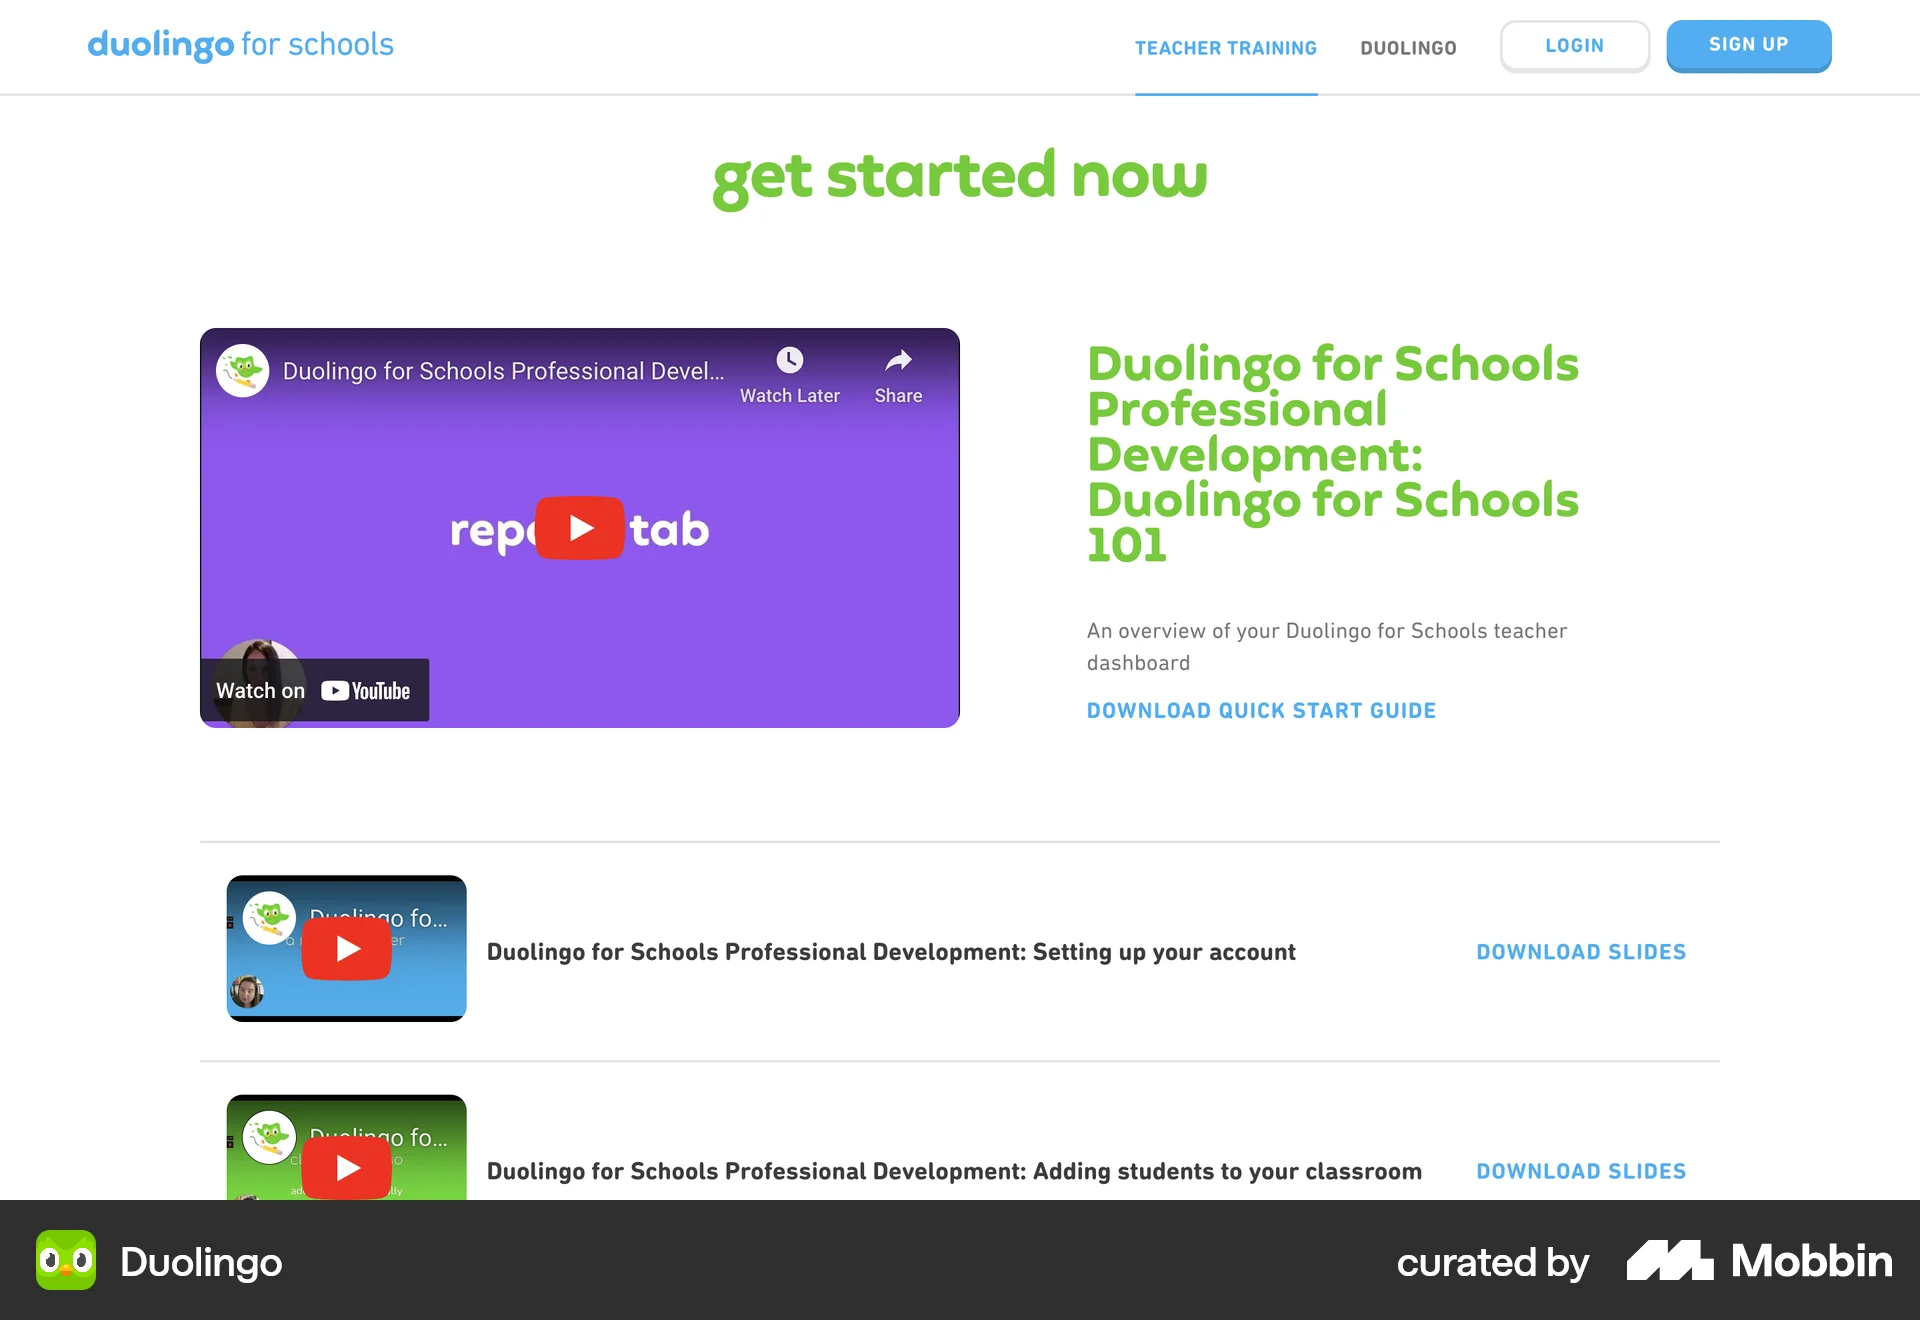 duolingo for schools
TEACHER TRAINING
DUOLINGO
LOGIN
SIGN UP
get started now
Duolingo for Schools Professional Devel...
Watch Later
Share
tab
Watch on YouTube
Duolingo for Schools
Professional
Development:
Duolingo for Schools
101
An overview of your Duolingo for Schools teacher
dashboard
DOWNLOAD QUICK START GUIDE
Duolingo fo...
Duolingo for Schools Professional Development: Setting up your account
DOWNLOAD SLIDES
Duolingo fo...
Duolingo for Schools Professional Development: Adding students to your classroom
DOWNLOAD SLIDES
Duolingo
curated by
Mobbin